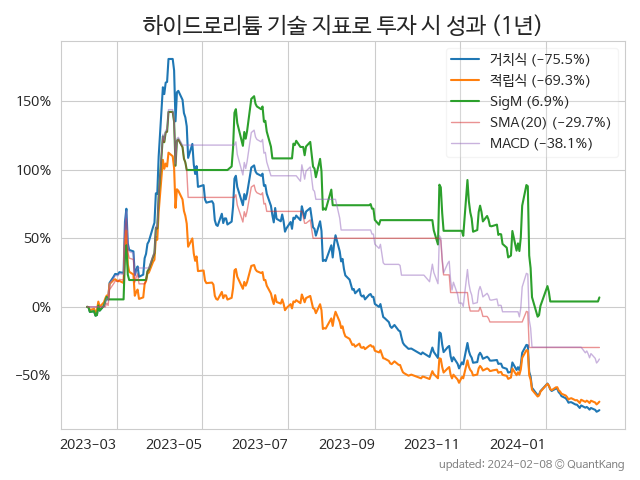 하이드로리튬 기술 지표로 투자 시 성과 (1년)
거치식 (−75.5%)
적립식 (−69.3%)
SigM (6.9%)
SMA(20) (−29.7%)
MACD (−38.1%)
150%
100%
50%
0%
−50%
2023-03 2023-05 2023-07 2023-09 2023-11 2024-01
updated: 2024-02-08 © QuantKang